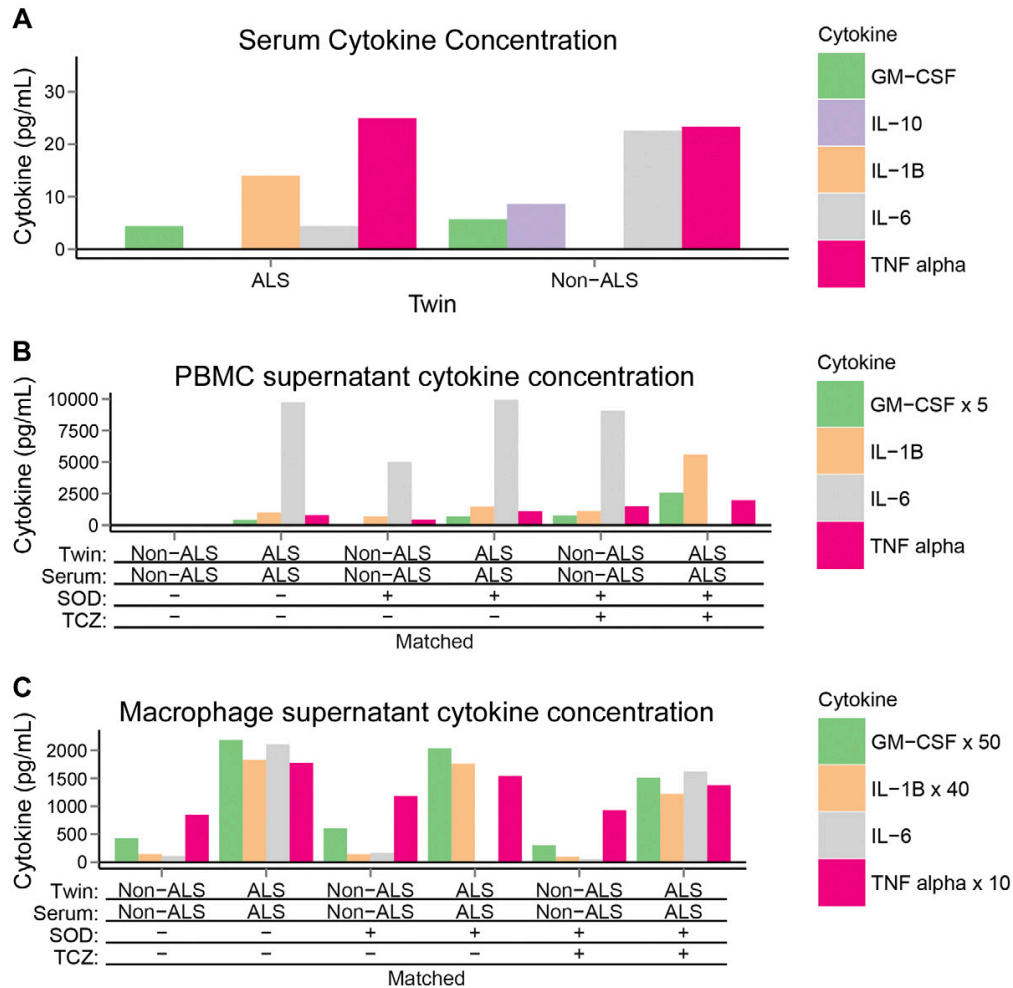 A
Serum Cytokine Concentration
Cytokine (pg/mL)
30
20
10
0
ALS Non−ALS
Twin
Cytokine
GM−CSF
IL−10
IL−1B
IL−6
TNF alpha
B
PBMC supernatant cytokine concentration
Cytokine (pg/mL)
10000
7500
5000
2500
0
Twin: Non−ALS ALS Non−ALS ALS Non−ALS ALS
Serum: Non−ALS ALS Non−ALS ALS Non−ALS ALS
SOD: − − + + + +
TCZ: − − − − + +
Matched
Cytokine
GM−CSF x 5
IL−1B
IL−6
TNF alpha
C
Macrophage supernatant cytokine concentration
Cytokine (pg/mL)
2000
1500
1000
500
0
Twin: Non−ALS ALS Non−ALS ALS Non−ALS ALS
Serum: Non−ALS ALS Non−ALS ALS Non−ALS ALS
SOD: − − + + + +
TCZ: − − − − + +
Matched
Cytokine
GM−CSF x 50
IL−1B x 40
IL−6
TNF alpha x 10